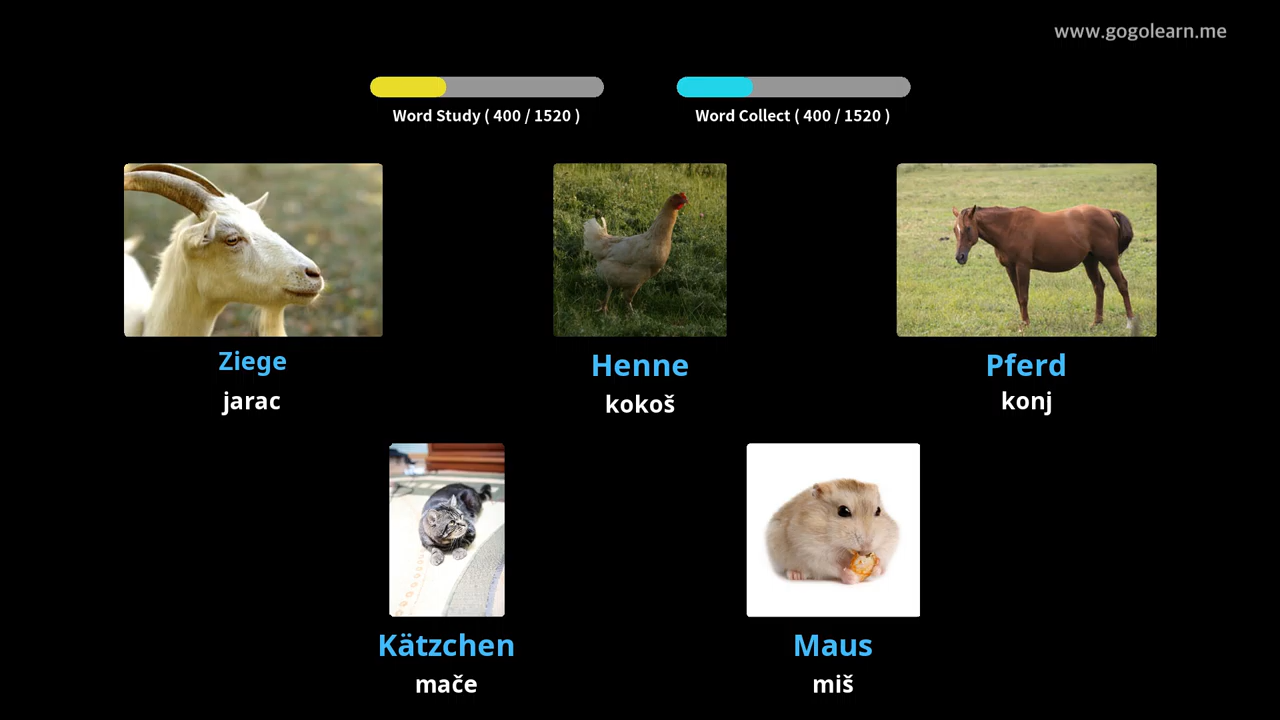 www.gogolearn.me
Word Study ( 400 / 1520 )
Word Collect ( 400 / 1520 )
Ziege
jarac
Henne
kokoš
Pferd
konj
Kätzchen
mače
Maus
miš